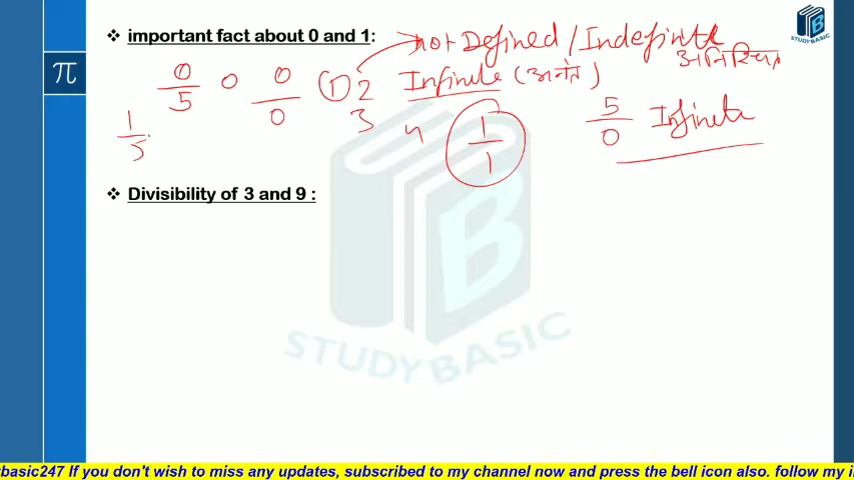 ❖ important fact about 0 and 1:
not Defined / Indefinite
अनिश्चित
π
0/5 0 0/0 1 2 Infinite (अनंत)
3 4
1/5
1/1
5/0 Infinite
❖ Divisibility of 3 and 9 :
B
STUDYBASIC
STUDYBASIC
basic247 If you don't wish to miss any updates, subscribed to my channel now and press the bell icon also. follow my i